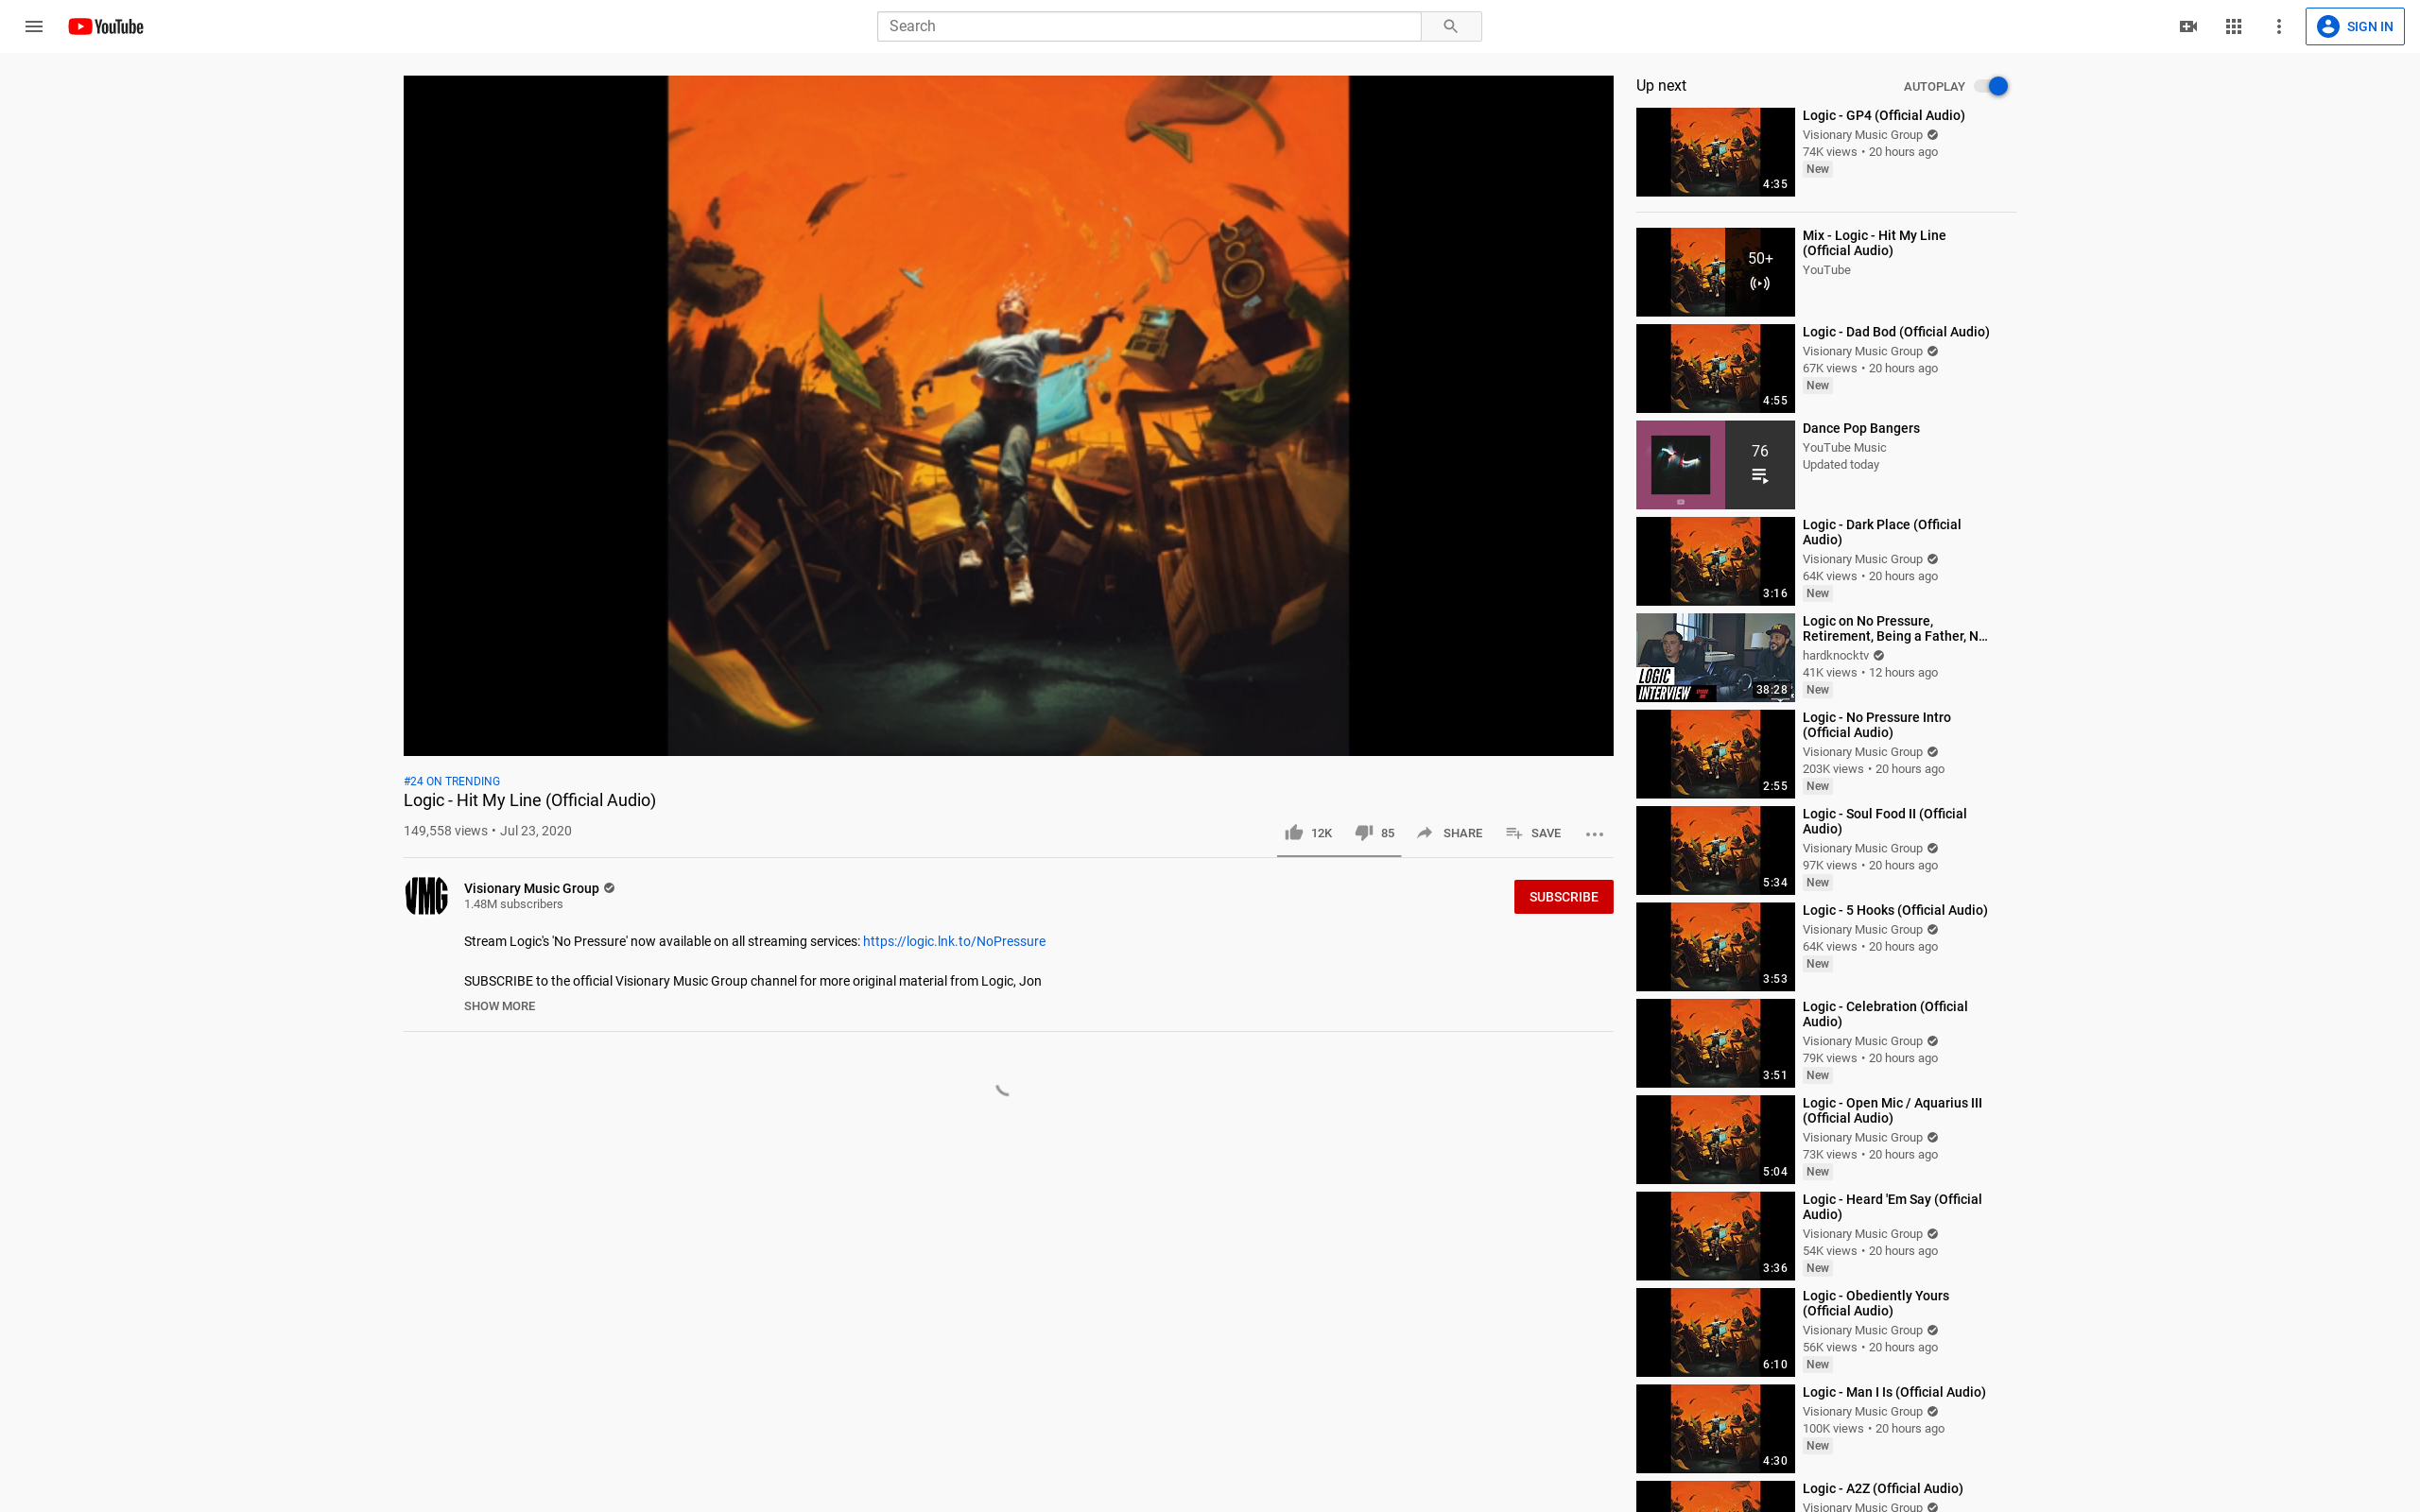 YouTube
Search
SIGN IN
#24 ON TRENDING
Logic - Hit My Line (Official Audio)
149,558 views • Jul 23, 2020
12K
85
SHARE
SAVE
VMG
Visionary Music Group
1.48M subscribers
SUBSCRIBE
Stream Logic's 'No Pressure' now available on all streaming services: https://logic.lnk.to/NoPressure
SUBSCRIBE to the official Visionary Music Group channel for more original material from Logic, Jon
SHOW MORE
Up next
AUTOPLAY
4:35
Logic - GP4 (Official Audio)
Visionary Music Group
74K views • 20 hours ago
New
50+
Mix - Logic - Hit My Line
(Official Audio)
YouTube
4:55
Logic - Dad Bod (Official Audio)
Visionary Music Group
67K views • 20 hours ago
New
76
Dance Pop Bangers
YouTube Music
Updated today
3:16
Logic - Dark Place (Official
Audio)
Visionary Music Group
64K views • 20 hours ago
New
LOGIC
INTERVIEW
38:28
Logic on No Pressure,
Retirement, Being a Father, N...
hardknocktv
41K views • 12 hours ago
New
2:55
Logic - No Pressure Intro
(Official Audio)
Visionary Music Group
203K views • 20 hours ago
New
5:34
Logic - Soul Food II (Official
Audio)
Visionary Music Group
97K views • 20 hours ago
New
3:53
Logic - 5 Hooks (Official Audio)
Visionary Music Group
64K views • 20 hours ago
New
3:51
Logic - Celebration (Official
Audio)
Visionary Music Group
79K views • 20 hours ago
New
5:04
Logic - Open Mic / Aquarius III
(Official Audio)
Visionary Music Group
73K views • 20 hours ago
New
3:36
Logic - Heard 'Em Say (Official
Audio)
Visionary Music Group
54K views • 20 hours ago
New
6:10
Logic - Obediently Yours
(Official Audio)
Visionary Music Group
56K views • 20 hours ago
New
4:30
Logic - Man I Is (Official Audio)
Visionary Music Group
100K views • 20 hours ago
New
Logic - A2Z (Official Audio)
Visionary Music Group